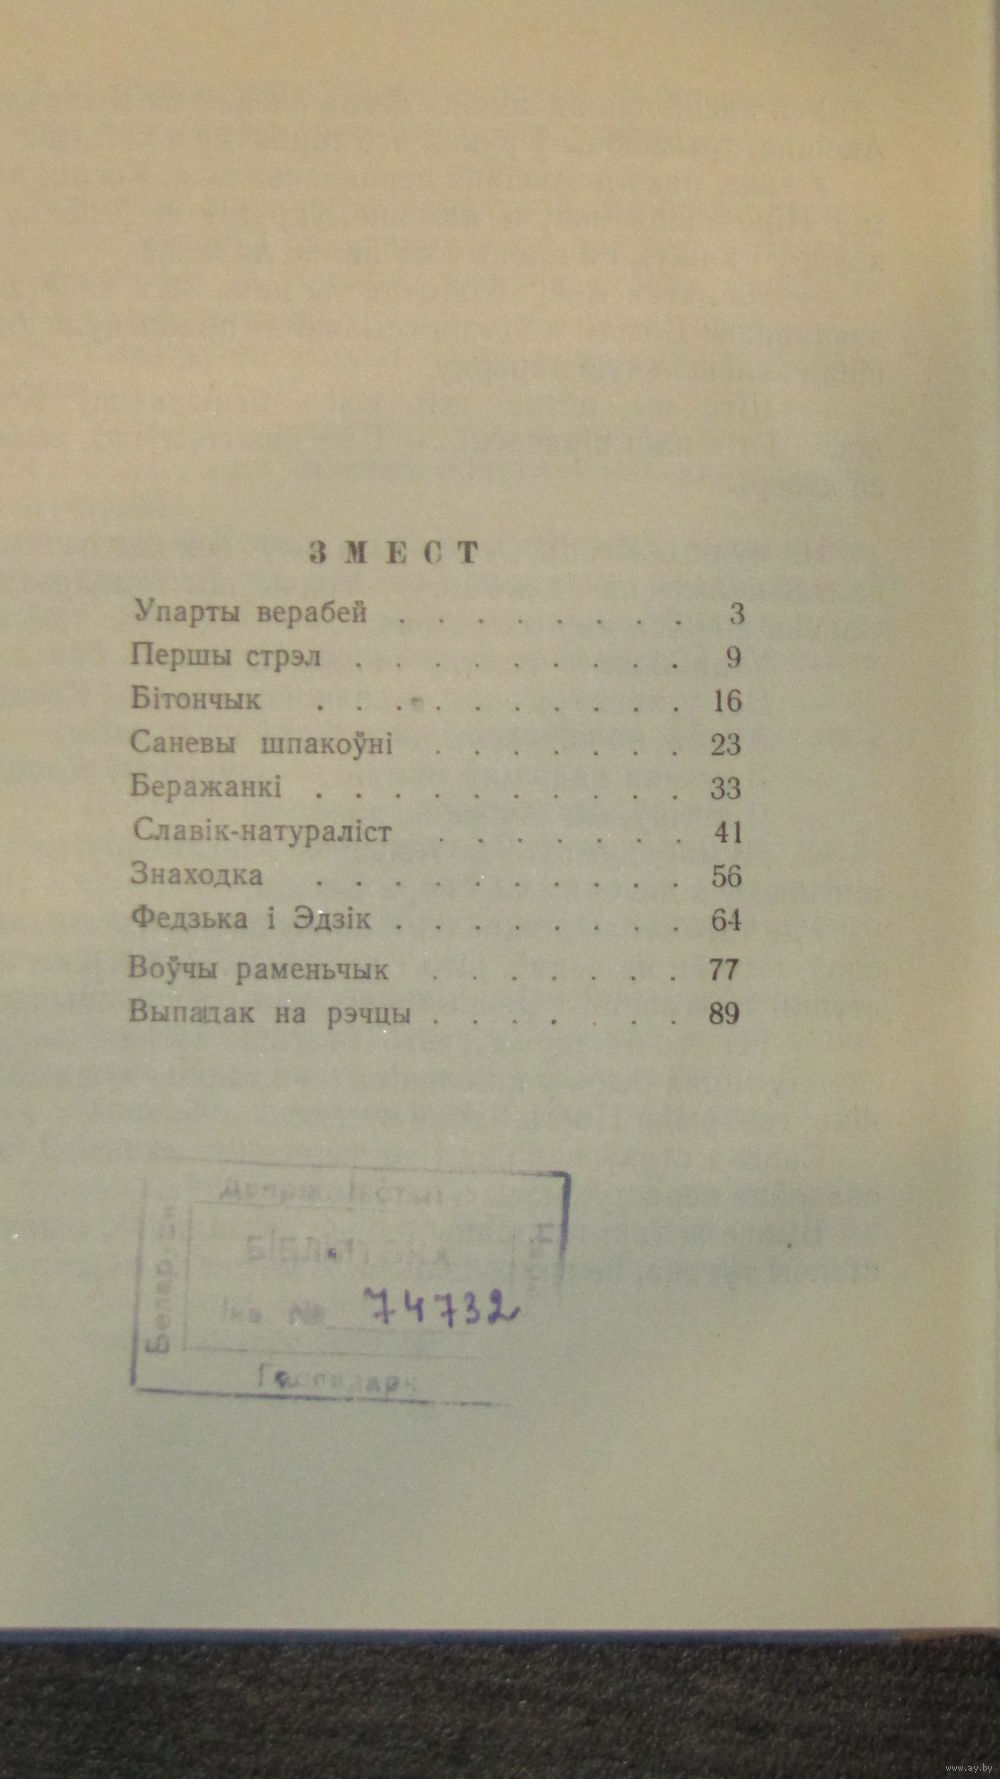 ЗМЕСТ
Упарты верабей . . . . . . . . 3
Першы стрэл . . . . . . . . . 9
Бітончык . . . . . . . . . . 16
Саневы шпакоўні . . . . . . . 23
Беражанкі . . . . . . . . . . 33
Славік-натураліст . . . . . . . 41
Знаходка . . . . . . . . . . 56
Федзька і Эдзік . . . . . . . . 64
Воўчы раменьчык . . . . . . . 77
Выпадак на рэчцы . . . . . . . 89
74732
www.ay.by